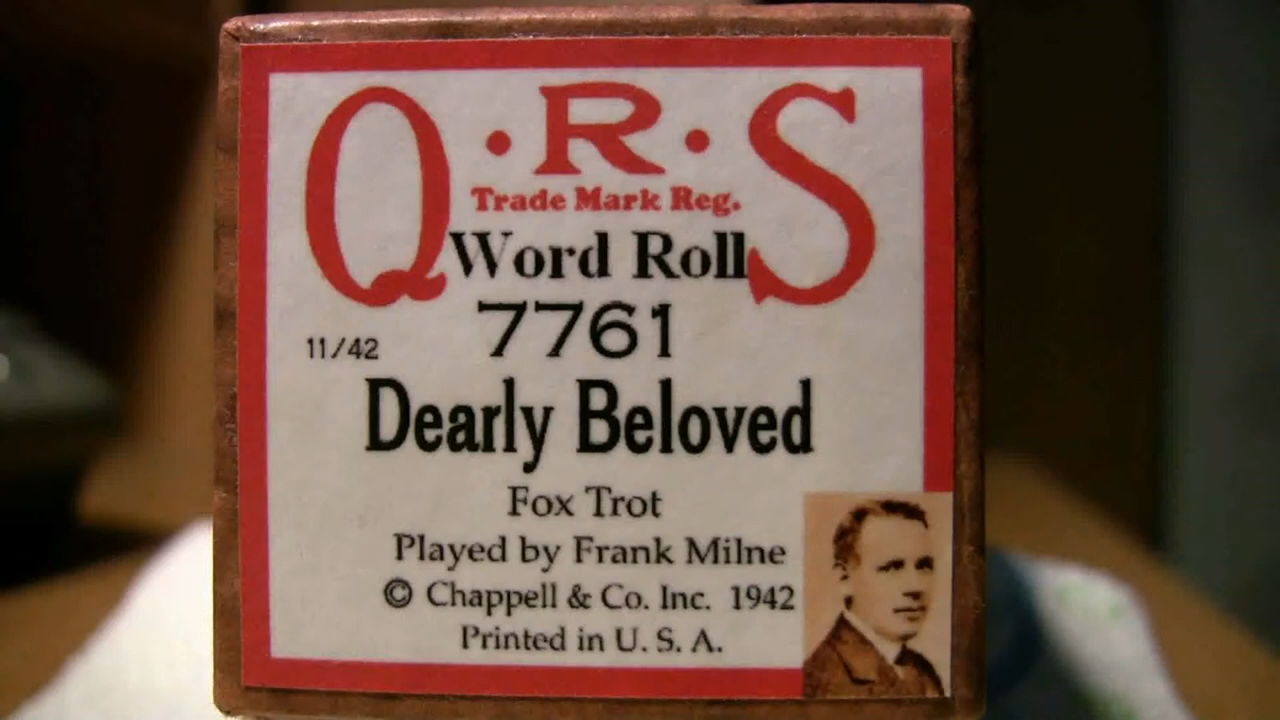 Q·R·S
Trade Mark Reg.
Word Roll
7761
11/42
Dearly Beloved
Fox Trot
Played by Frank Milne
© Chappell & Co. Inc. 1942
Printed in U. S. A.